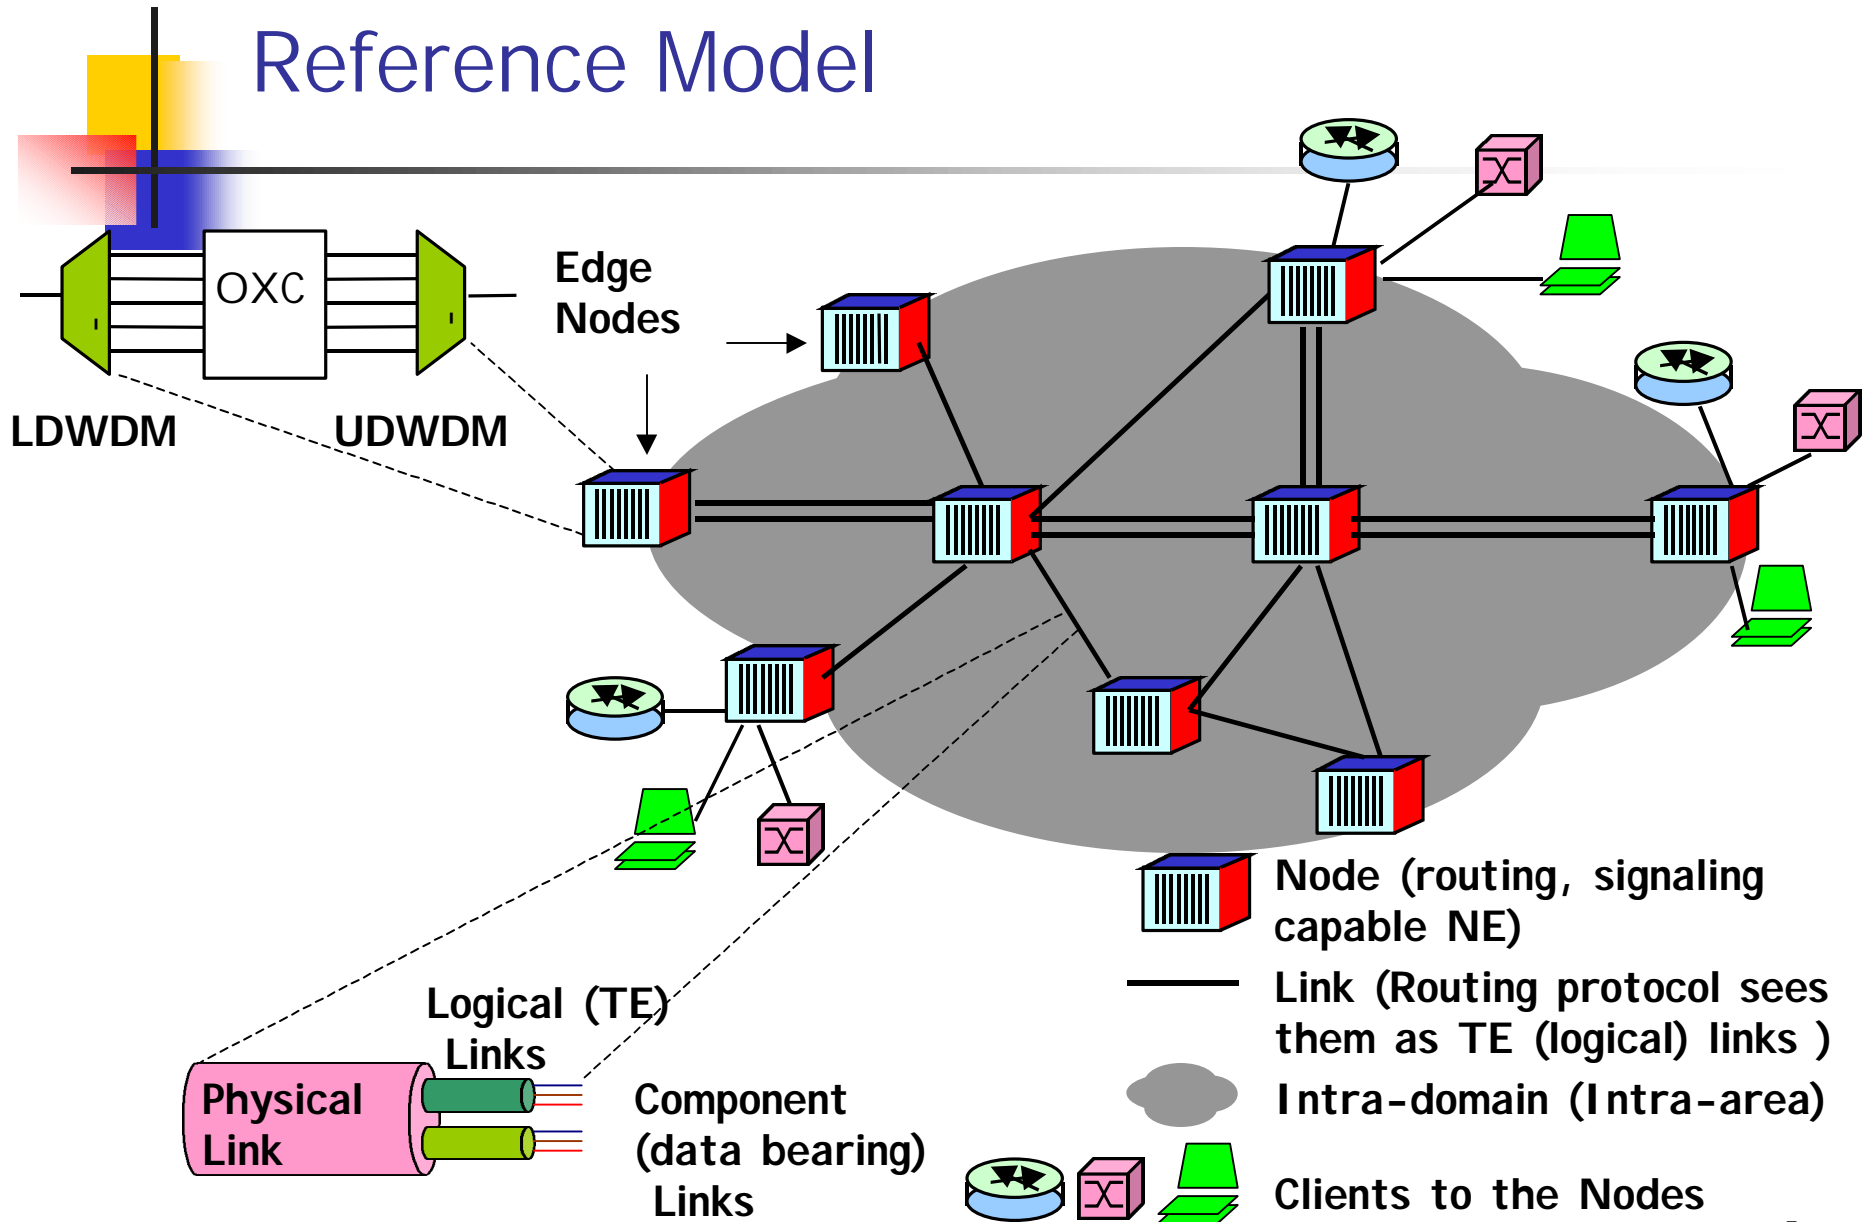 Reference Model
OXC
Edge
Nodes
LDWDM
UDWDM
Node (routing, signaling
capable NE)
Link (Routing protocol sees
them as TE (logical) links )
Intra-domain (Intra-area)
Clients to the Nodes
Logical (TE)
Links
Physical
Link
Component
(data bearing)
Links